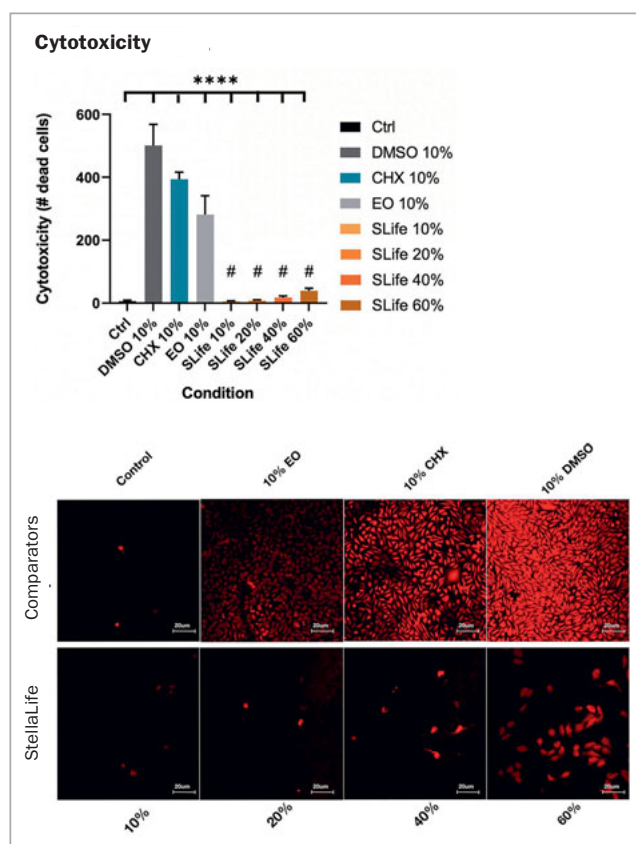 Cytotoxicity
****
Cytotoxicity (# dead cells)
600
400
200
0
# # # #
Ctrl
DMSO 10%
CHX 10%
EO 10%
SLife 10%
SLife 20%
SLife 40%
SLife 60%
Condition
Ctrl
DMSO 10%
CHX 10%
EO 10%
SLife 10%
SLife 20%
SLife 40%
SLife 60%
Control 10% EO 10% CHX 10% DMSO
Comparators
20um 20um 20um 20um
StellaLife
20um 20um 20um 20um
10% 20% 40% 60%